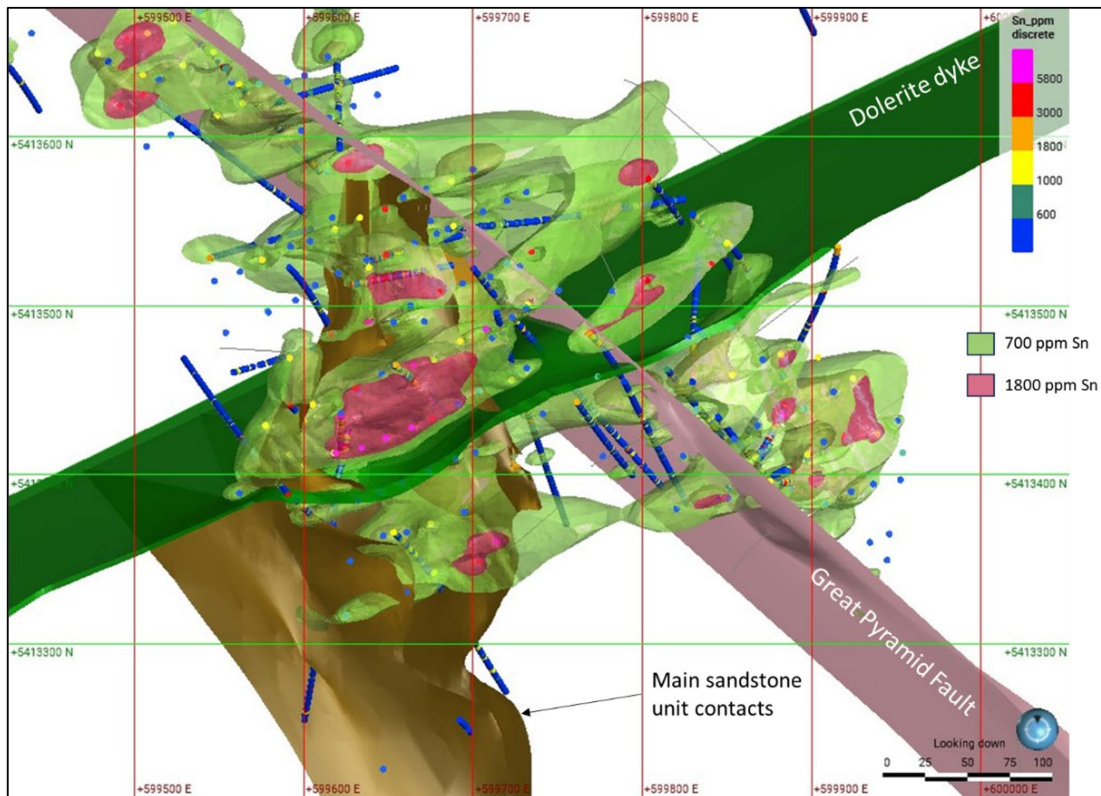 +599500 E
+599600 E
+599700 E
+599800 E
+599900 E
Sn_ppm
discrete
5800
3000
1800
1000
600
Dolerite dyke
+5413600 N
+5413500 N
+5413500 N
700 ppm Sn
1800 ppm Sn
+5413400 N
Great Pyramid Fault
+5413300 N
+5413300 N
Main sandstone
unit contacts
Looking down
0 25 50 75 100
+599500 E
+599600 E
+599700 E
+599800 E
+599900 E
+600000 E